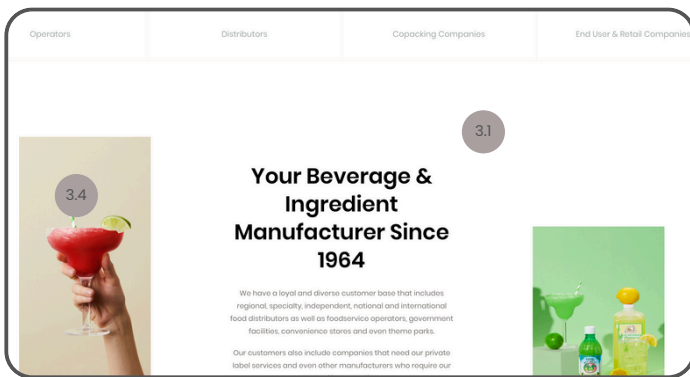 Operators Distributors Copacking Companies End User & Retail Companies
3.1
3.4
Your Beverage &
Ingredient
Manufacturer Since
1964
We have a loyal and diverse customer base that includes
regional, specialty, independent, national and international
food distributors as well as foodservice operators, government
facilities, convenience stores and even theme parks.
Our customers also include companies that need our private
label services and even other manufacturers who require our